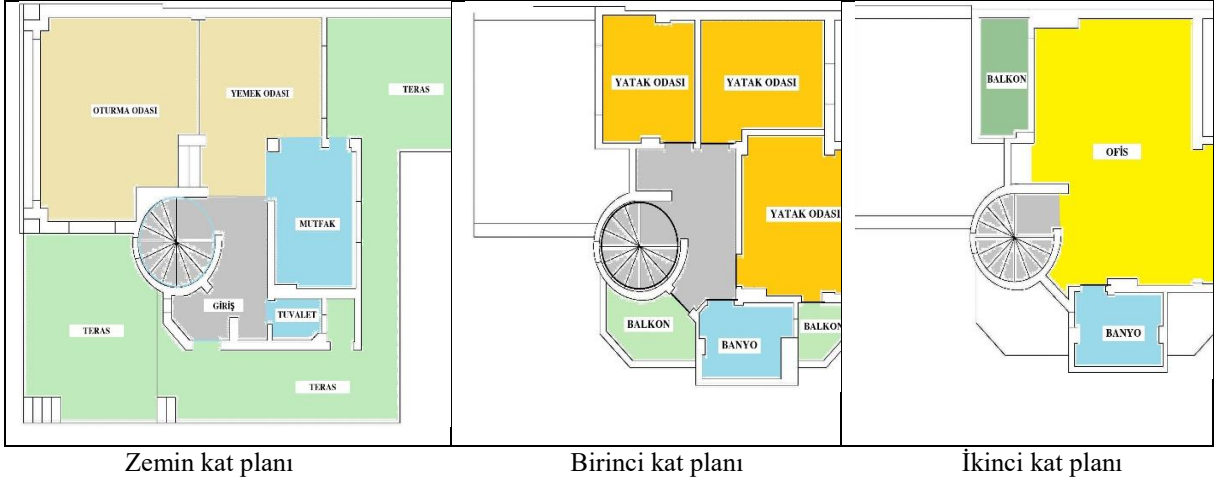 OTURMA ODASI
YEMEK ODASI
TERAS
MUTFAK
GİRİŞ
TUVALET
TERAS
TERAS
YATAK ODASI
YATAK ODASI
YATAK ODASI
BALKON
BANYO
BALKON
BALKON
OFİS
BANYO
Zemin kat planı
Birinci kat planı
İkinci kat planı